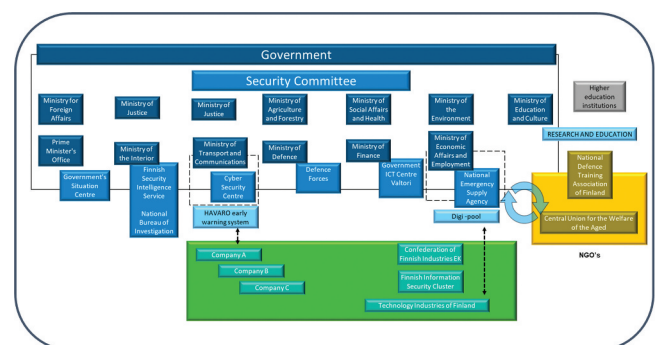 Government
Security Committee
Ministry for
Foreign
Affairs
Ministry of
Justice
Ministry of
Justice
Ministry of
Agriculture
and Forestry
Ministry of
Social Affairs
and Health
Ministry of
the
Environment
Ministry of
Education
and Culture
Higher
education
institutions
RESEARCH AND EDUCATION
Prime
Minister's
Office
Ministry of
the Interior
Ministry of
Transport and
Communications
Ministry of
Defence
Ministry of
Finance
Ministry of
Economic
Affairs and
Employment
National
Defence
Training
Association
of Finland
Government's
Situation
Centre
Finnish
Security
Intelligence
Service
National
Bureau of
Investigation
Cyber
Security
Centre
Defence
Forces
Government
ICT Centre
Valtori
National
Emergency
Supply
Agency
HAVARO early
warning system
Digi -pool
Central Union for the Welfare
of the Aged
NGO's
Company A
Company B
Company C
Confederation of
Finnish Industries EK
Finnish Information
Security Cluster
Technology Industries of Finland